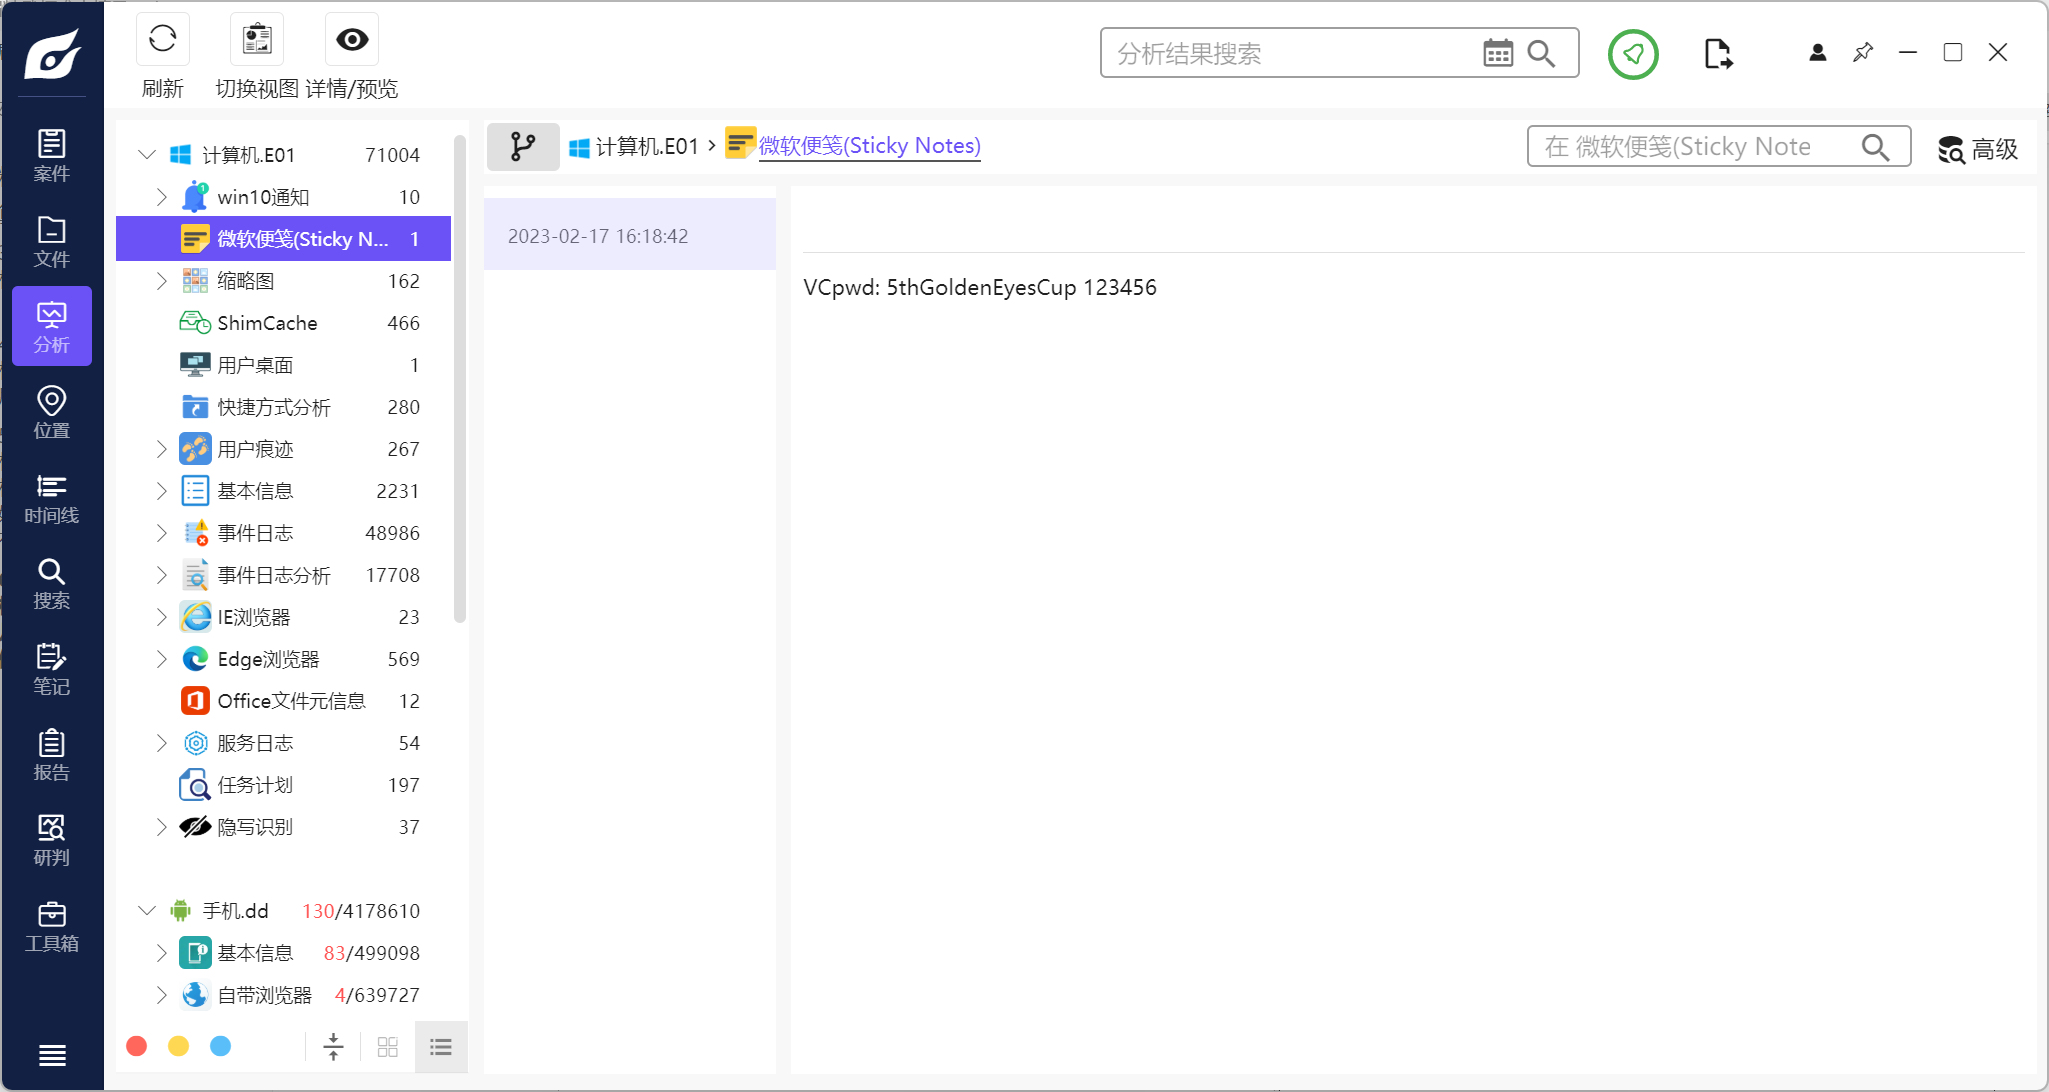 刷新
切换视图
详情/预览
分析结果搜索
案件
文件
分析
位置
时间线
搜索
笔记
报告
研判
工具箱
计算机.E01 71004
win10通知 10
微软便笺(Sticky N... 1
缩略图 162
ShimCache 466
用户桌面 1
快捷方式分析 280
用户痕迹 267
基本信息 2231
事件日志 48986
事件日志分析 17708
IE浏览器 23
Edge浏览器 569
Office文件元信息 12
服务日志 54
任务计划 197
隐写识别 37
手机.dd 130/4178610
基本信息 83/499098
自带浏览器 4/639727
计算机.E01 › 微软便笺(Sticky Notes)
在 微软便笺(Sticky Note
高级
2023-02-17 16:18:42
VCpwd: 5thGoldenEyesCup 123456